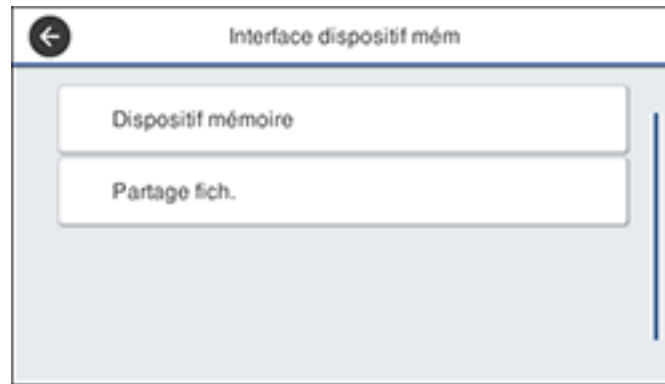 Interface dispositif mém
Dispositif mémoire
Partage fich.